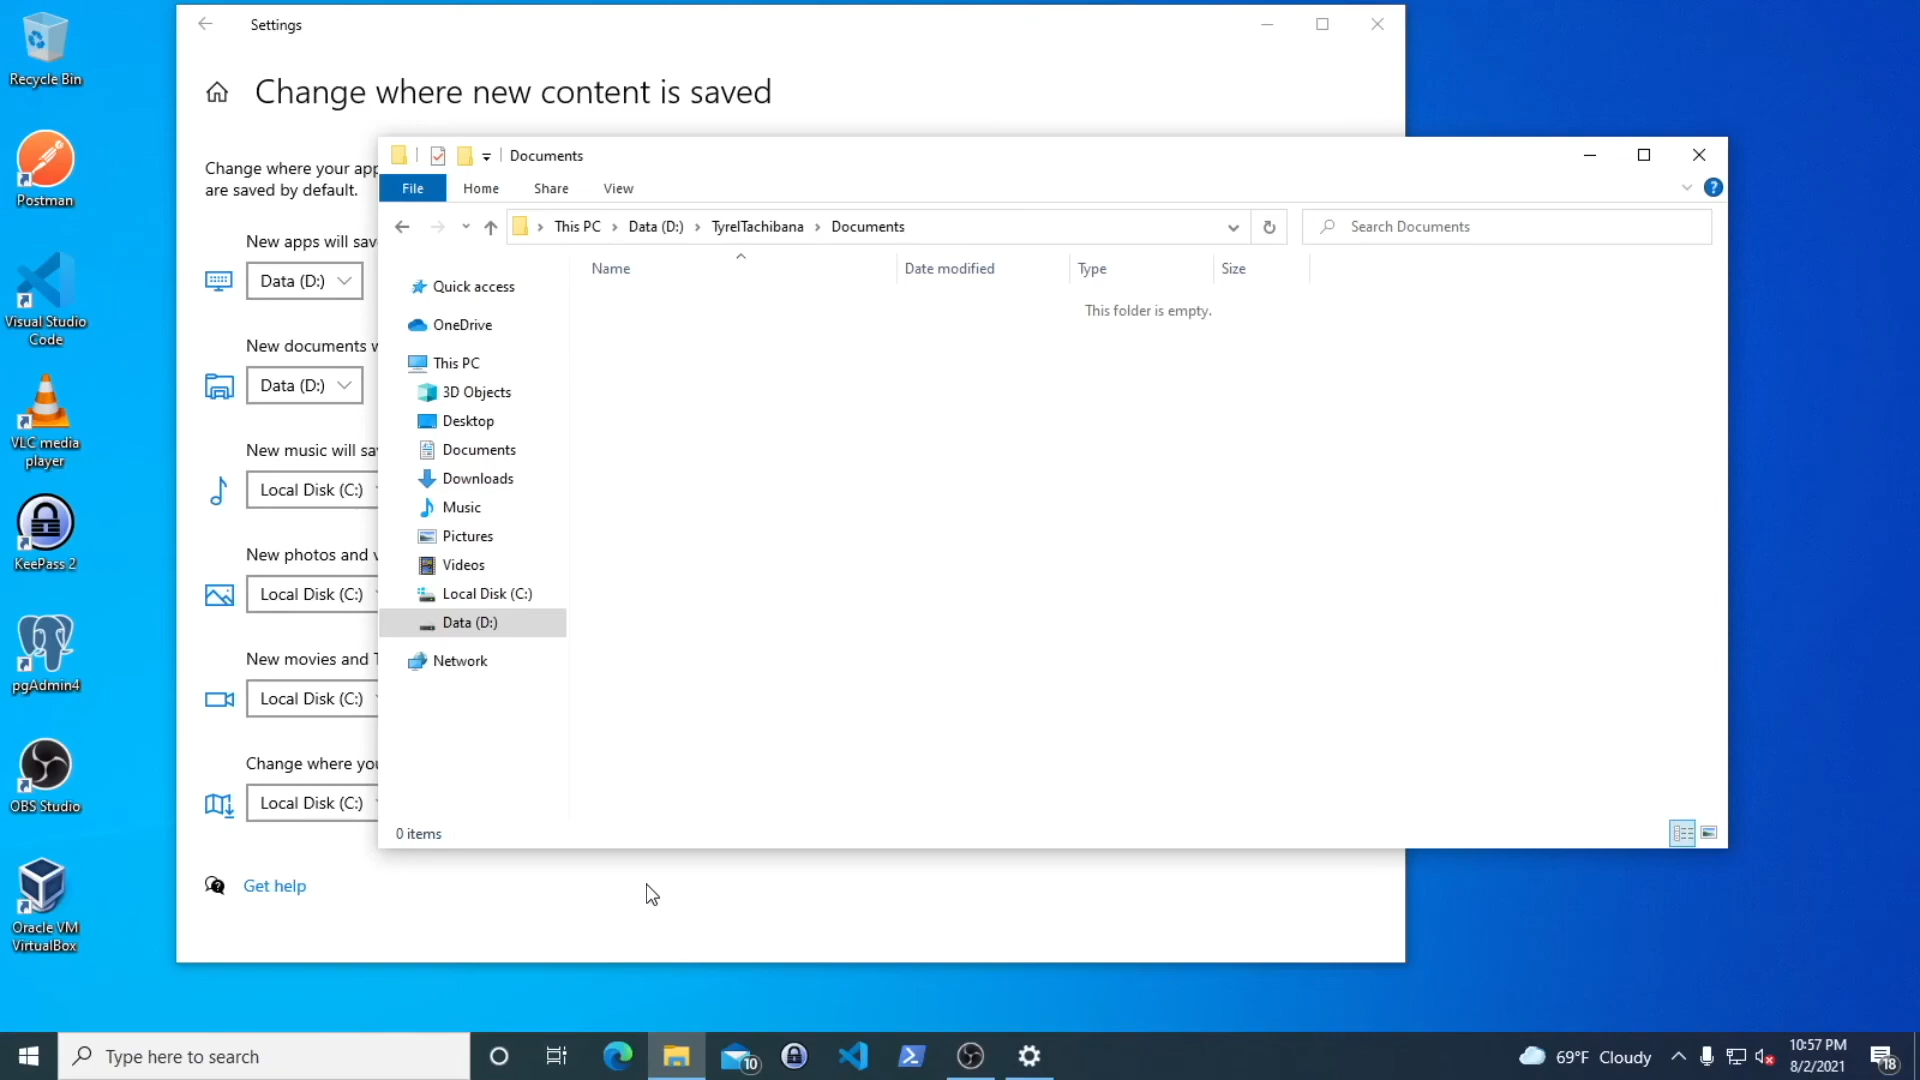 Recycle Bin
Postman
Visual Studio
Code
VLC media
player
KeePass 2
pgAdmin4
OBS Studio
Oracle VM
VirtualBox
Settings
Change where new content is saved
Change where your app
are saved by default.
New apps will sav
Data (D:)
New documents w
Data (D:)
New music will sa
Local Disk (C:)
New photos and v
Local Disk (C:)
New movies and T
Local Disk (C:)
Change where you
Local Disk (C:)
Get help
Documents
File Home Share View
This PC Data (D:) TyrelTachibana Documents
Search Documents
Name Date modified Type Size
This folder is empty.
Quick access
OneDrive
This PC
3D Objects
Desktop
Documents
Downloads
Music
Pictures
Videos
Local Disk (C:)
Data (D:)
Network
0 items
Type here to search
10
69°F Cloudy
10:57 PM
8/2/2021
18